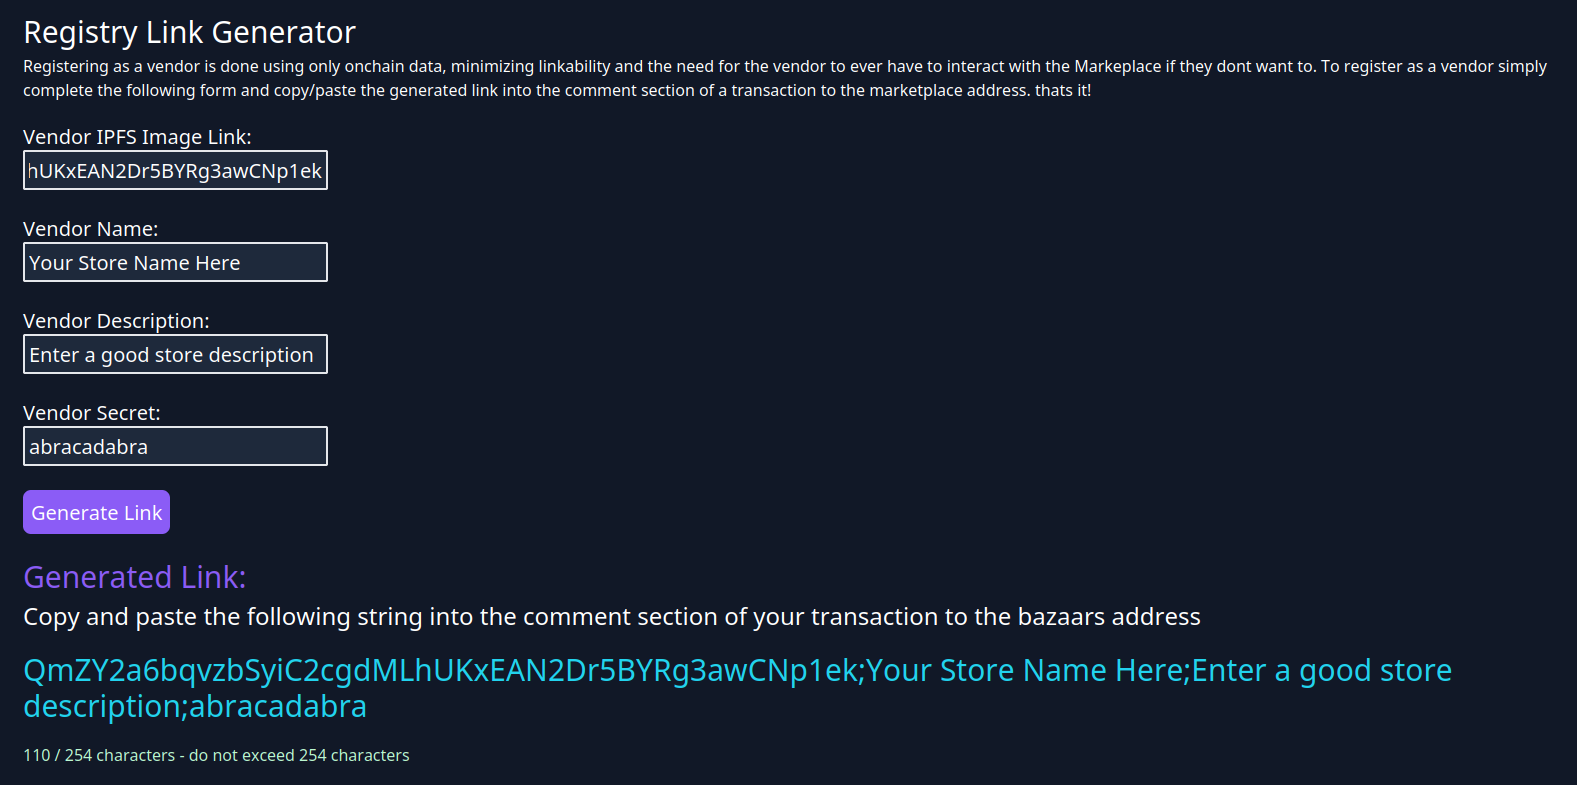 Registry Link Generator
Registering as a vendor is done using only onchain data, minimizing linkability and the need for the vendor to ever have to interact with the Markeplace if they dont want to. To register as a vendor simply
complete the following form and copy/paste the generated link into the comment section of a transaction to the marketplace address. thats it!
Vendor IPFS Image Link:
hUKxEAN2Dr5BYRg3awCNp1ek
Vendor Name:
Your Store Name Here
Vendor Description:
Enter a good store description
Vendor Secret:
abracadabra
Generate Link
Generated Link:
Copy and paste the following string into the comment section of your transaction to the bazaars address
QmZY2a6bqvzbSyiC2cgdMLhUKxEAN2Dr5BYRg3awCNp1ek;Your Store Name Here;Enter a good store
description;abracadabra
110 / 254 characters - do not exceed 254 characters